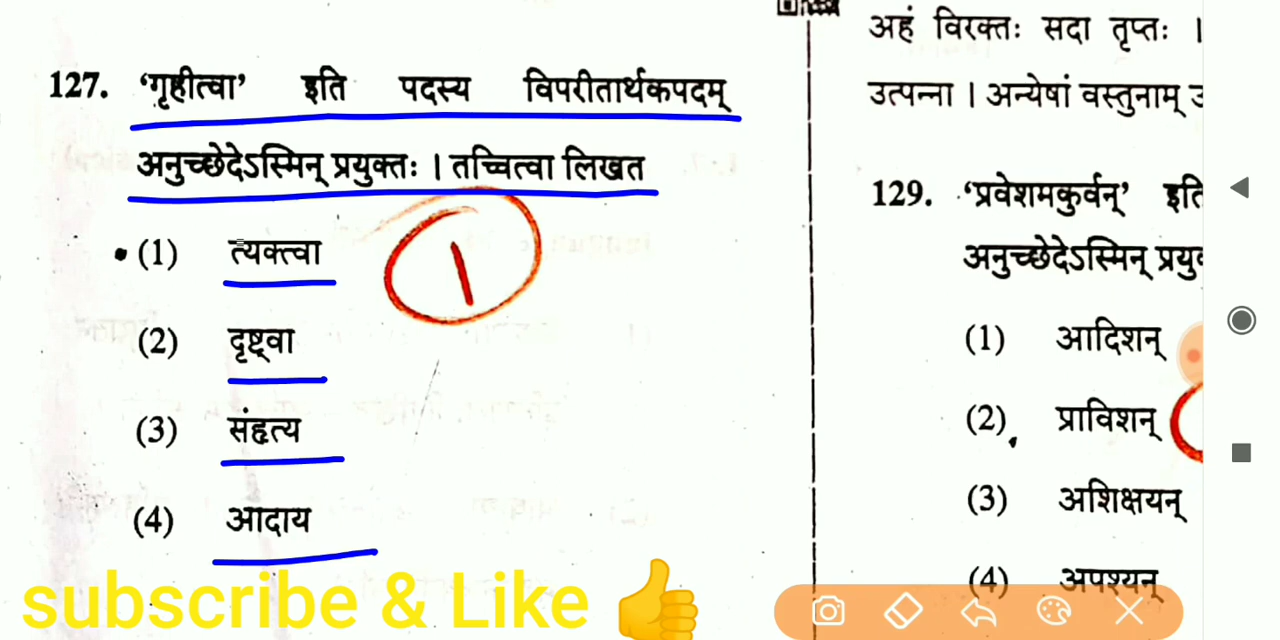 127. 'गृहीत्वा' इति पदस्य विपरीतार्थकपदम्
अनुच्छेदेऽस्मिन् प्रयुक्तः । तच्चित्वा लिखत
(1) त्यक्त्वा
1
(2) दृष्ट्वा
(3) संहृत्य
(4) आदाय
अहं विरक्तः सदा तृप्तः ।
उत्पन्ना । अन्येषां वस्तुनाम्
129. 'प्रवेशमकुर्वन्' इति
अनुच्छेदेऽस्मिन्
(1) आदिशन्
(2) प्राविशन्
(3) अशिक्षयन्
(4) अपश्यन्
subscribe & Like